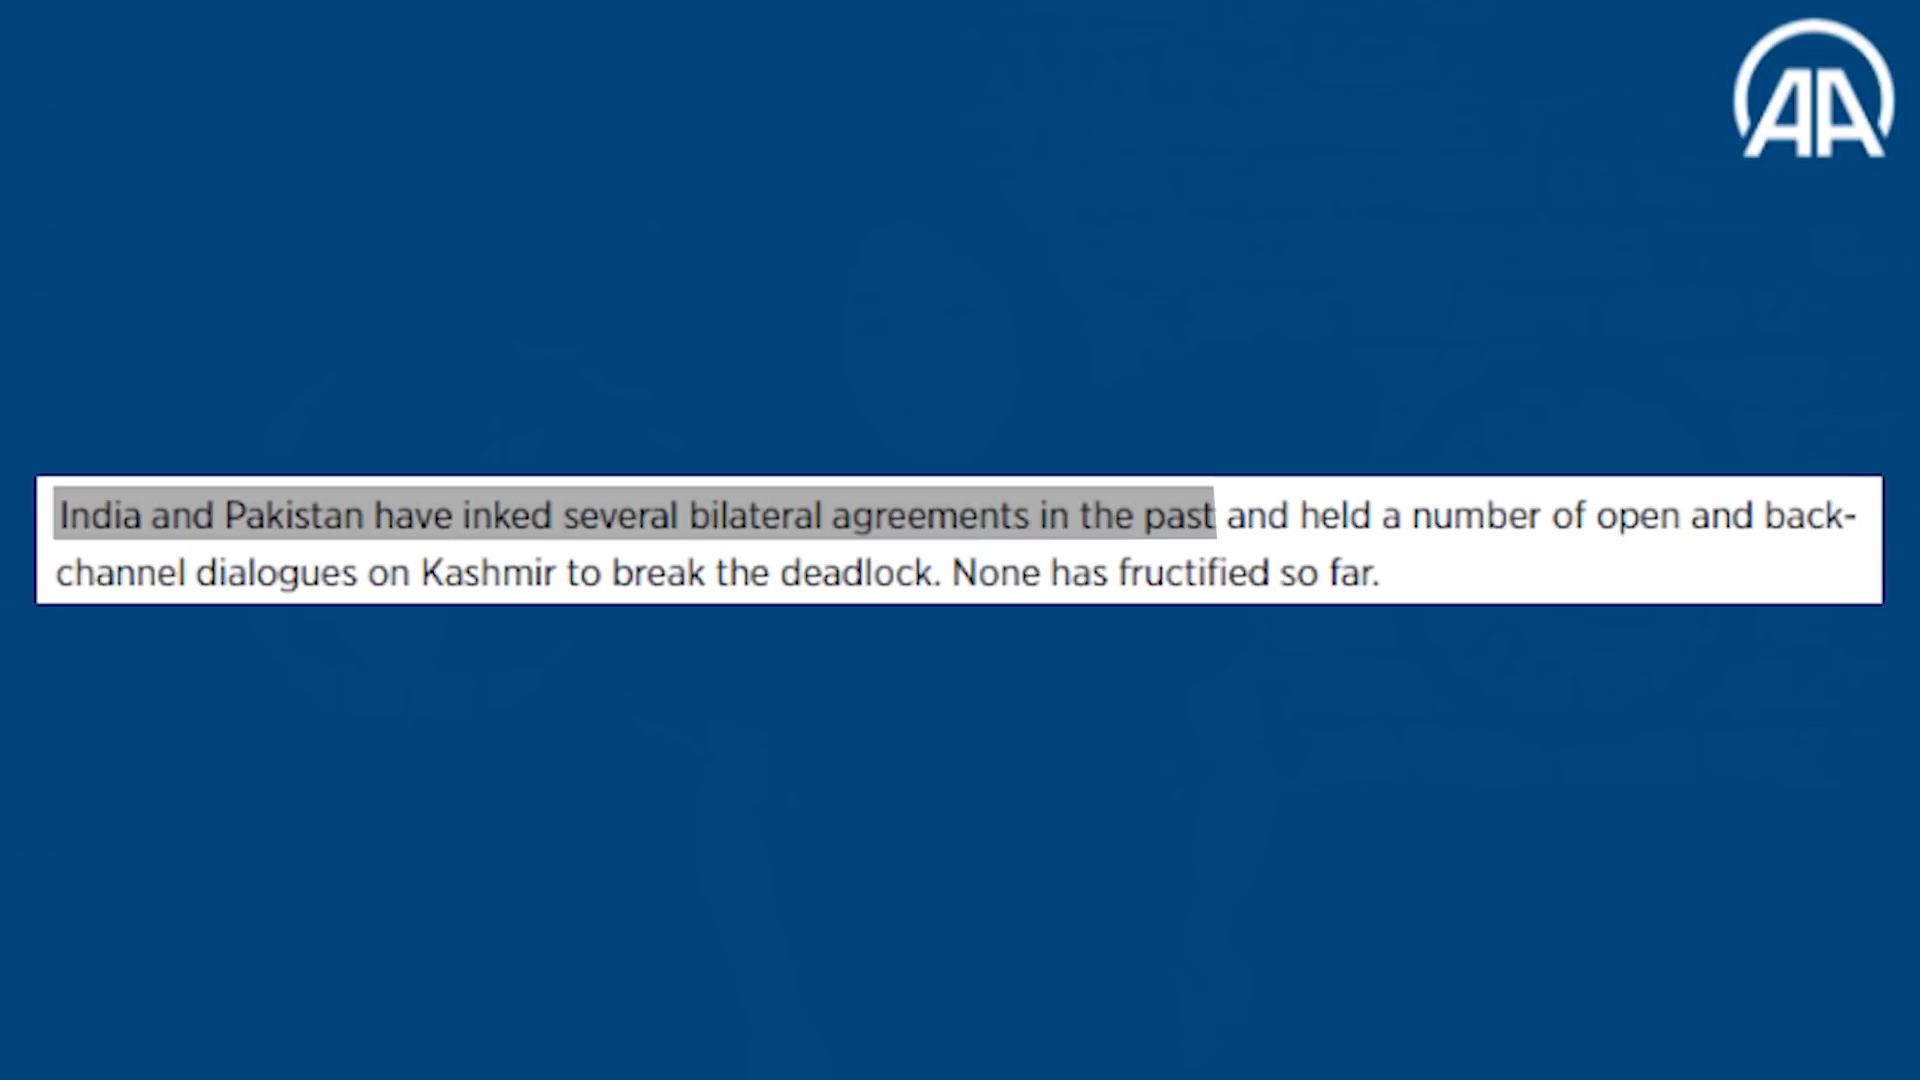 AA
India and Pakistan have inked several bilateral agreements in the past and held a number of open and back-
channel dialogues on Kashmir to break the deadlock. None has fructified so far.